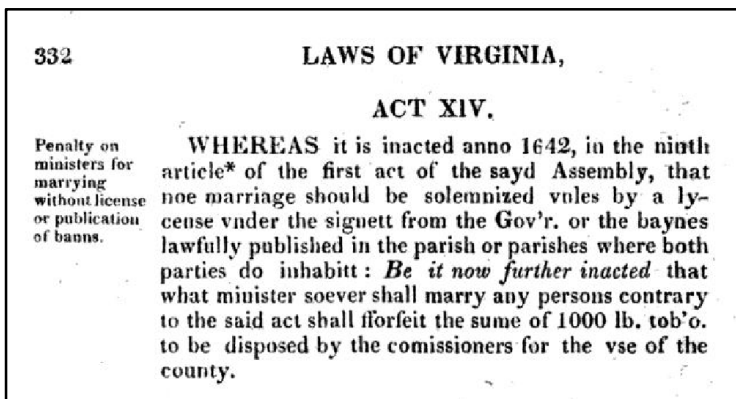 332
LAWS OF VIRGINIA,
ACT XIV.
Penalty on
ministers for
marrying
without license
or publication
of banns.
WHEREAS it is inacted anno 1642, in the ninth
article* of the first act of the sayd Assembly, that
noe marriage should be solemnized vnles by a ly-
cense vnder the signett from the Gov'r. or the baynes
lawfully published in the parish or parishes where both
parties do inhabitt : Be it now further inacted that
what minister soever shall marry any persons contrary
to the said act shall fforfeit the sume of 1000 lb. tob'o.
to be disposed by the comissioners for the vse of the
county.